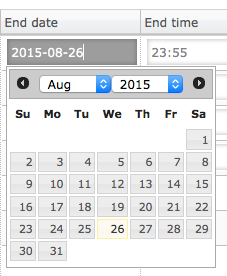 End date End time
2015-08-26 23:55
Aug 2015
Su Mo Tu We Th Fr Sa
1
2 3 4 5 6 7 8
9 10 11 12 13 14 15
16 17 18 19 20 21 22
23 24 25 26 27 28 29
30 31